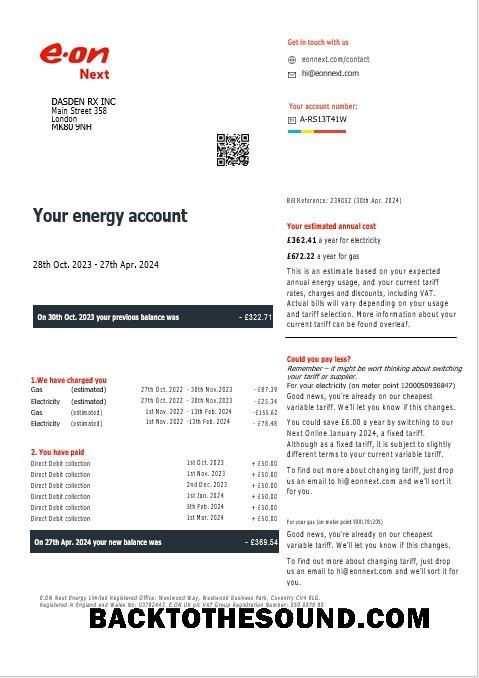 e·on
Next
DASDEN RX INC
Main Street 358
London
MK80 9NH
Get in touch with us
eonnext.com/contact
hi@eonnext.com
Your account number:
A-RS13T41W
Bill Reference: 239052 (30th Apr. 2024)
Your energy account
28th Oct. 2023 - 27th Apr. 2024
On 30th Oct. 2023 your previous balance was - £322.71
1.We have charged you
Gas (estimated) 27th Oct. 2022 - 30th Nov.2023 -£87.39
Electricity (estimated) 27th Oct. 2022 - 30th Nov. 2023 - £25.34
Gas (estimated) 1st Nov. 2022 - 13th Feb. 2024 -£155.62
Electricity (estimated) 1st Nov. 2022 -13th Feb. 2024 - £78.48
2. You have paid
Direct Debit collection 1st Oct. 2023 + £50.00
Direct Debit collection 1st Nov. 2023 + £50.00
Direct Debit collection 2nd Dec. 2023 + £50.00
Direct Debit collection 1st Jan. 2024 + £50.00
Direct Debit collection 5th Feb. 2024 + £50.00
Direct Debit collection 1st Mar. 2024 + £50.00
On 27th Apr. 2024 your new balance was - £369.54
Your estimated annual cost
£362.41 a year for electricity
£672.22 a year for gas
This is an estimate based on your expected
annual energy usage, and your current tariff
rates, charges and discounts, including VAT.
Actual bills will vary depending on your usage
and tariff selection. More information about your
current tariff can be found overleaf.
Could you pay less?
Remember – it might be wort thinking about switching
your tariff or supplier.
For your electricity (on meter point 1200050936847)
Good news, you're already on our cheapest
variable tariff. We'll let you know if this changes.
You could save £6.00 a year by switching to our
Next Online January 2024, a fixed tariff.
Although as a fixed tariff, it is subject to slightly
different terms to your current variable tariff.
To find out more about changing tariff, just drop
us an email to hi@eonnext.com and we'll sort it
for you.
For your gas (on meter point 9381781205)
Good news, you're already on our cheapest
variable tariff. We'll let you know if this changes.
To find out more about changing tariff, just drop
us an email to hi@eonnext.com and we'll sort it for
you.
E.ON Next Energy Limited Registered Office: Westwood Way, Westwood Business Park, Coventry CV4 8LG.
Registered in England and Wales No: 03782443. E.ON UK plc VAT Group Registration Number:
BACKTOTHESOUND.COM